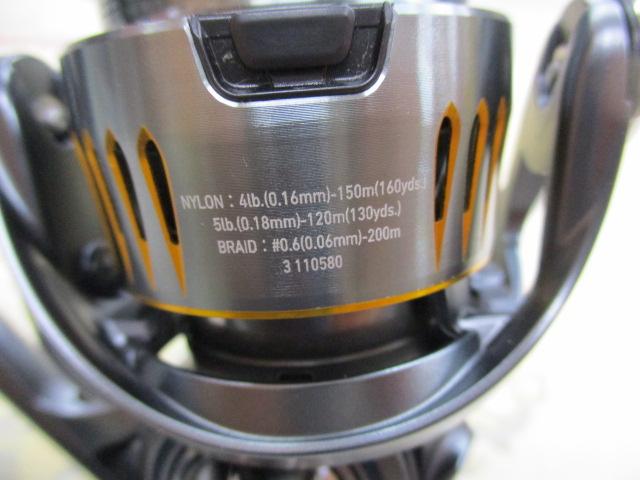 NYLON : 4lb.(0.16mm)-150m(160yds.)
5lb.(0.18mm)-120m(130yds.)
BRAID : #0.6(0.06mm)-200m
3110580